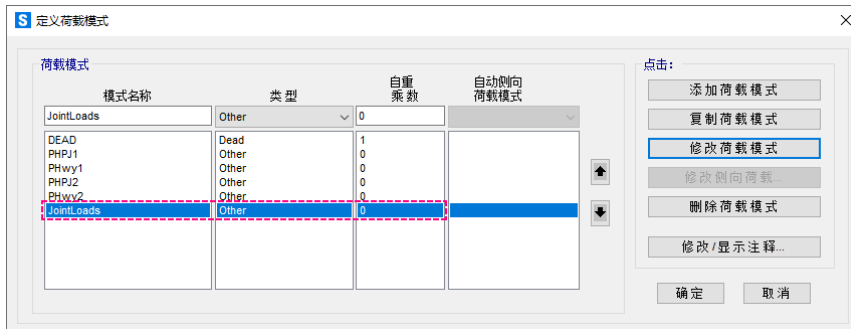 S 定义荷载模式
荷载模式
点击:
模式名称 类型 自重乘数 自动侧向荷载模式
JointLoads Other 0
DEAD Dead 1
PHPJ1 Other 0
PHwy1 Other 0
PHPJ2 Other 0
PHwy2 Other 0
JointLoads Other 0
添加荷载模式
复制荷载模式
修改荷载模式
修改侧向荷载...
删除荷载模式
修改/显示注释...
确定 取消